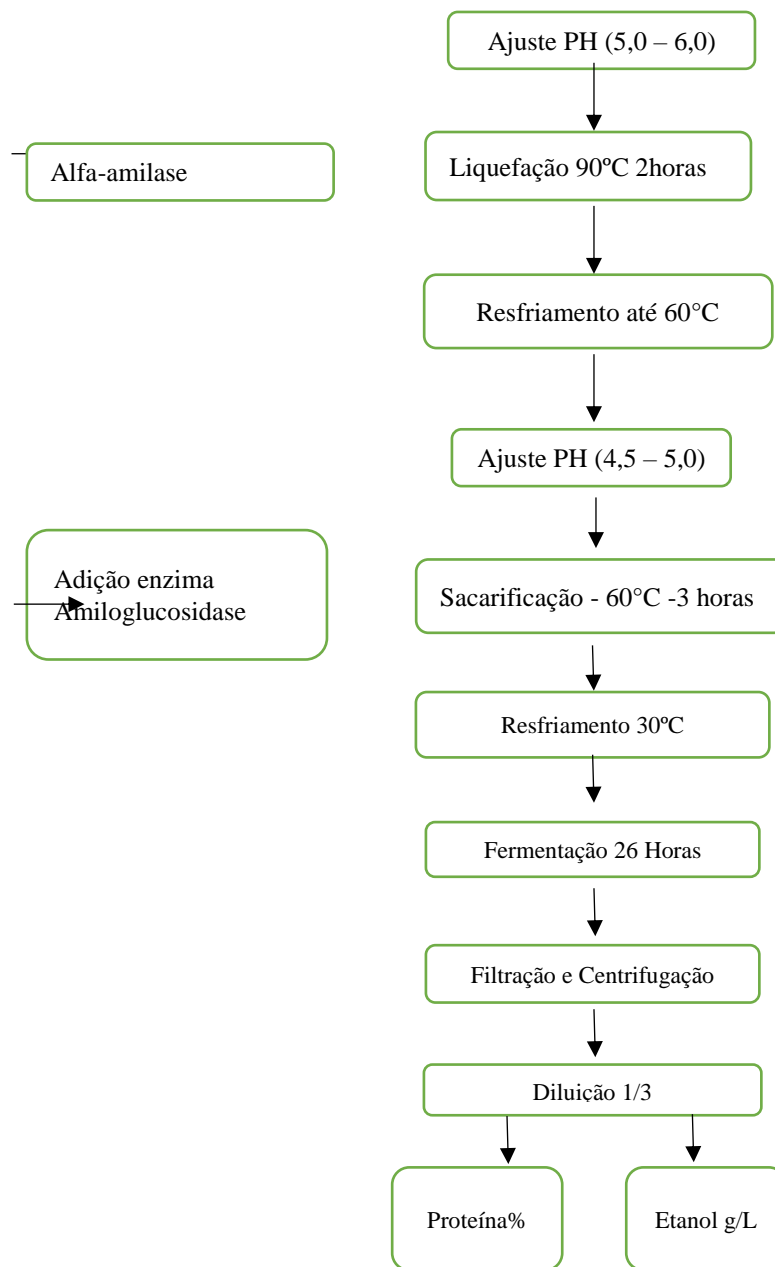 Ajuste PH (5,0 – 6,0)
Alfa-amilase
Liquefação 90ºC 2horas
Resfriamento até 60°C
Ajuste PH (4,5 – 5,0)
Adição enzima
Amiloglucosidase
Sacarificação - 60°C -3 horas
Resfriamento 30ºC
Fermentação 26 Horas
Filtração e Centrifugação
Diluição 1/3
Proteína%
Etanol g/L